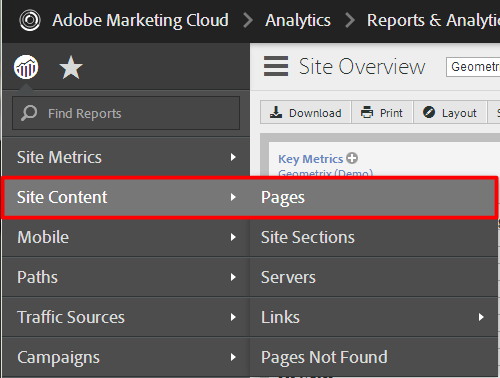 Adobe Marketing Cloud > Analytics > Reports & Analytic
Site Overview
Geometrix
Find Reports
Download Print Layout
Key Metrics
Geometrix (Demo)
Site Metrics
Site Content Pages
Mobile Site Sections
Paths Servers
Traffic Sources Links
Campaigns Pages Not Found